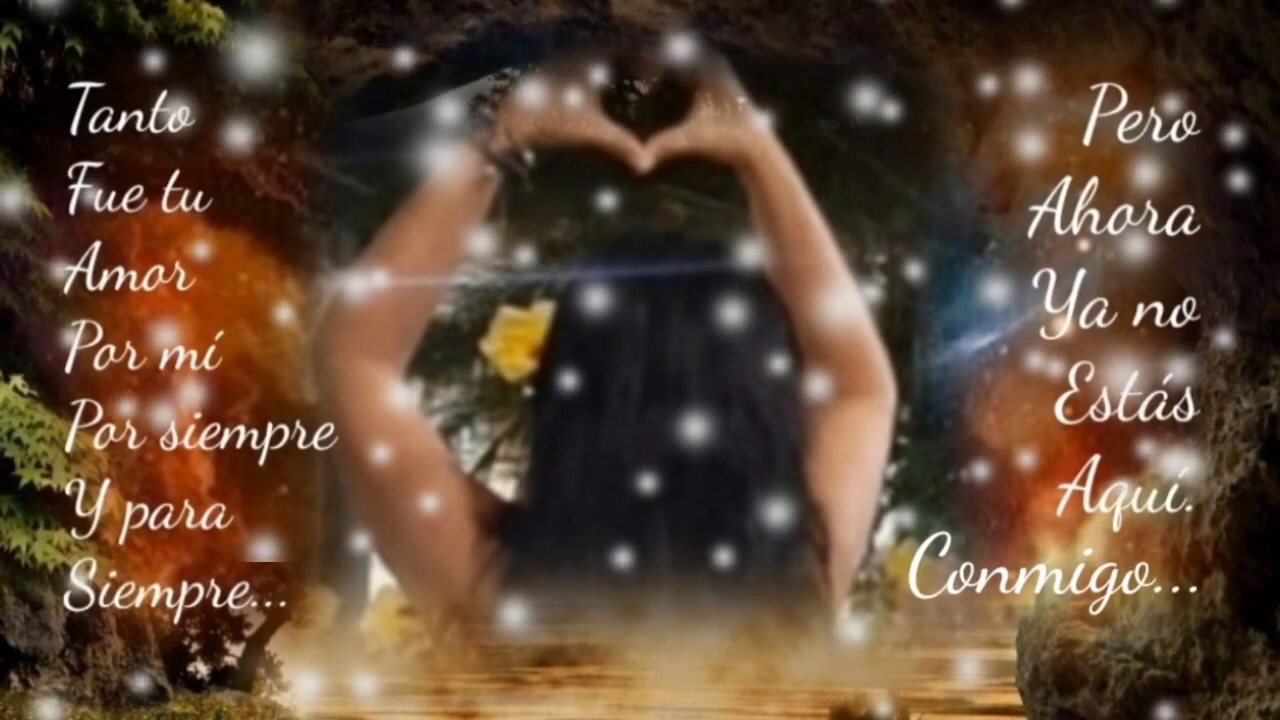 Tanto
Fue tu
Amor
Por mí
Por siempre
Y para
Siempre...
Pero
Ahora
Ya no
Estás
Aquí.
Conmigo...